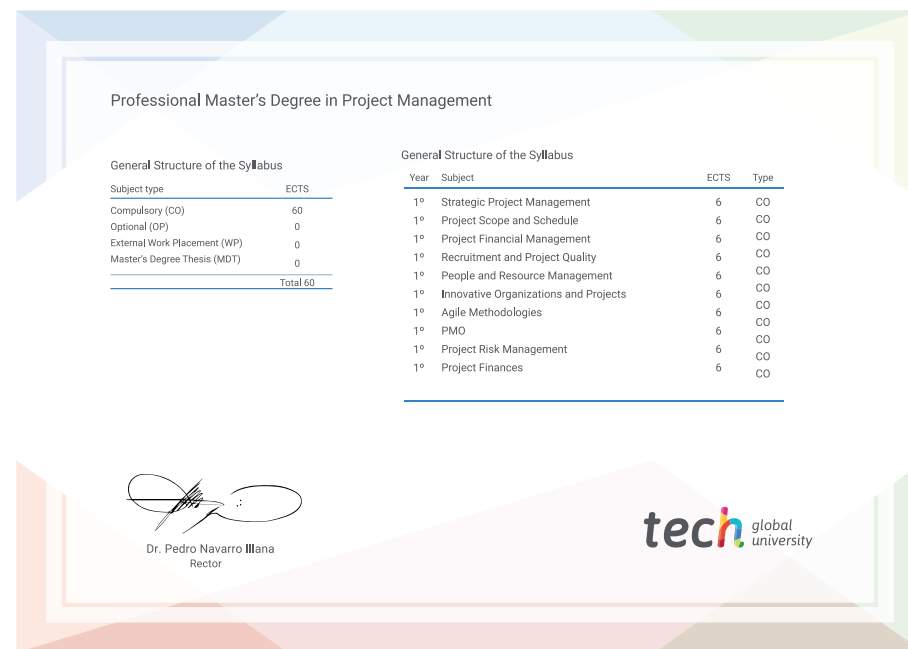 Professional Master's Degree in Project Management
General Structure of the Syllabus
Subject type ECTS
Compulsory (CO) 60
Optional (OP) 0
External Work Placement (WP) 0
Master's Degree Thesis (MDT) 0
Total 60
General Structure of the Syllabus
Year Subject ECTS Type
1º Strategic Project Management 6 CO
1º Project Scope and Schedule 6 CO
1º Project Financial Management 6 CO
1º Recruitment and Project Quality 6 CO
1º People and Resource Management 6 CO
1º Innovative Organizations and Projects 6 CO
1º Agile Methodologies 6 CO
1º PMO 6 CO
1º Project Risk Management 6 CO
1º Project Finances 6 CO
CO
Dr. Pedro Navarro Illana
Rector
tech global
university